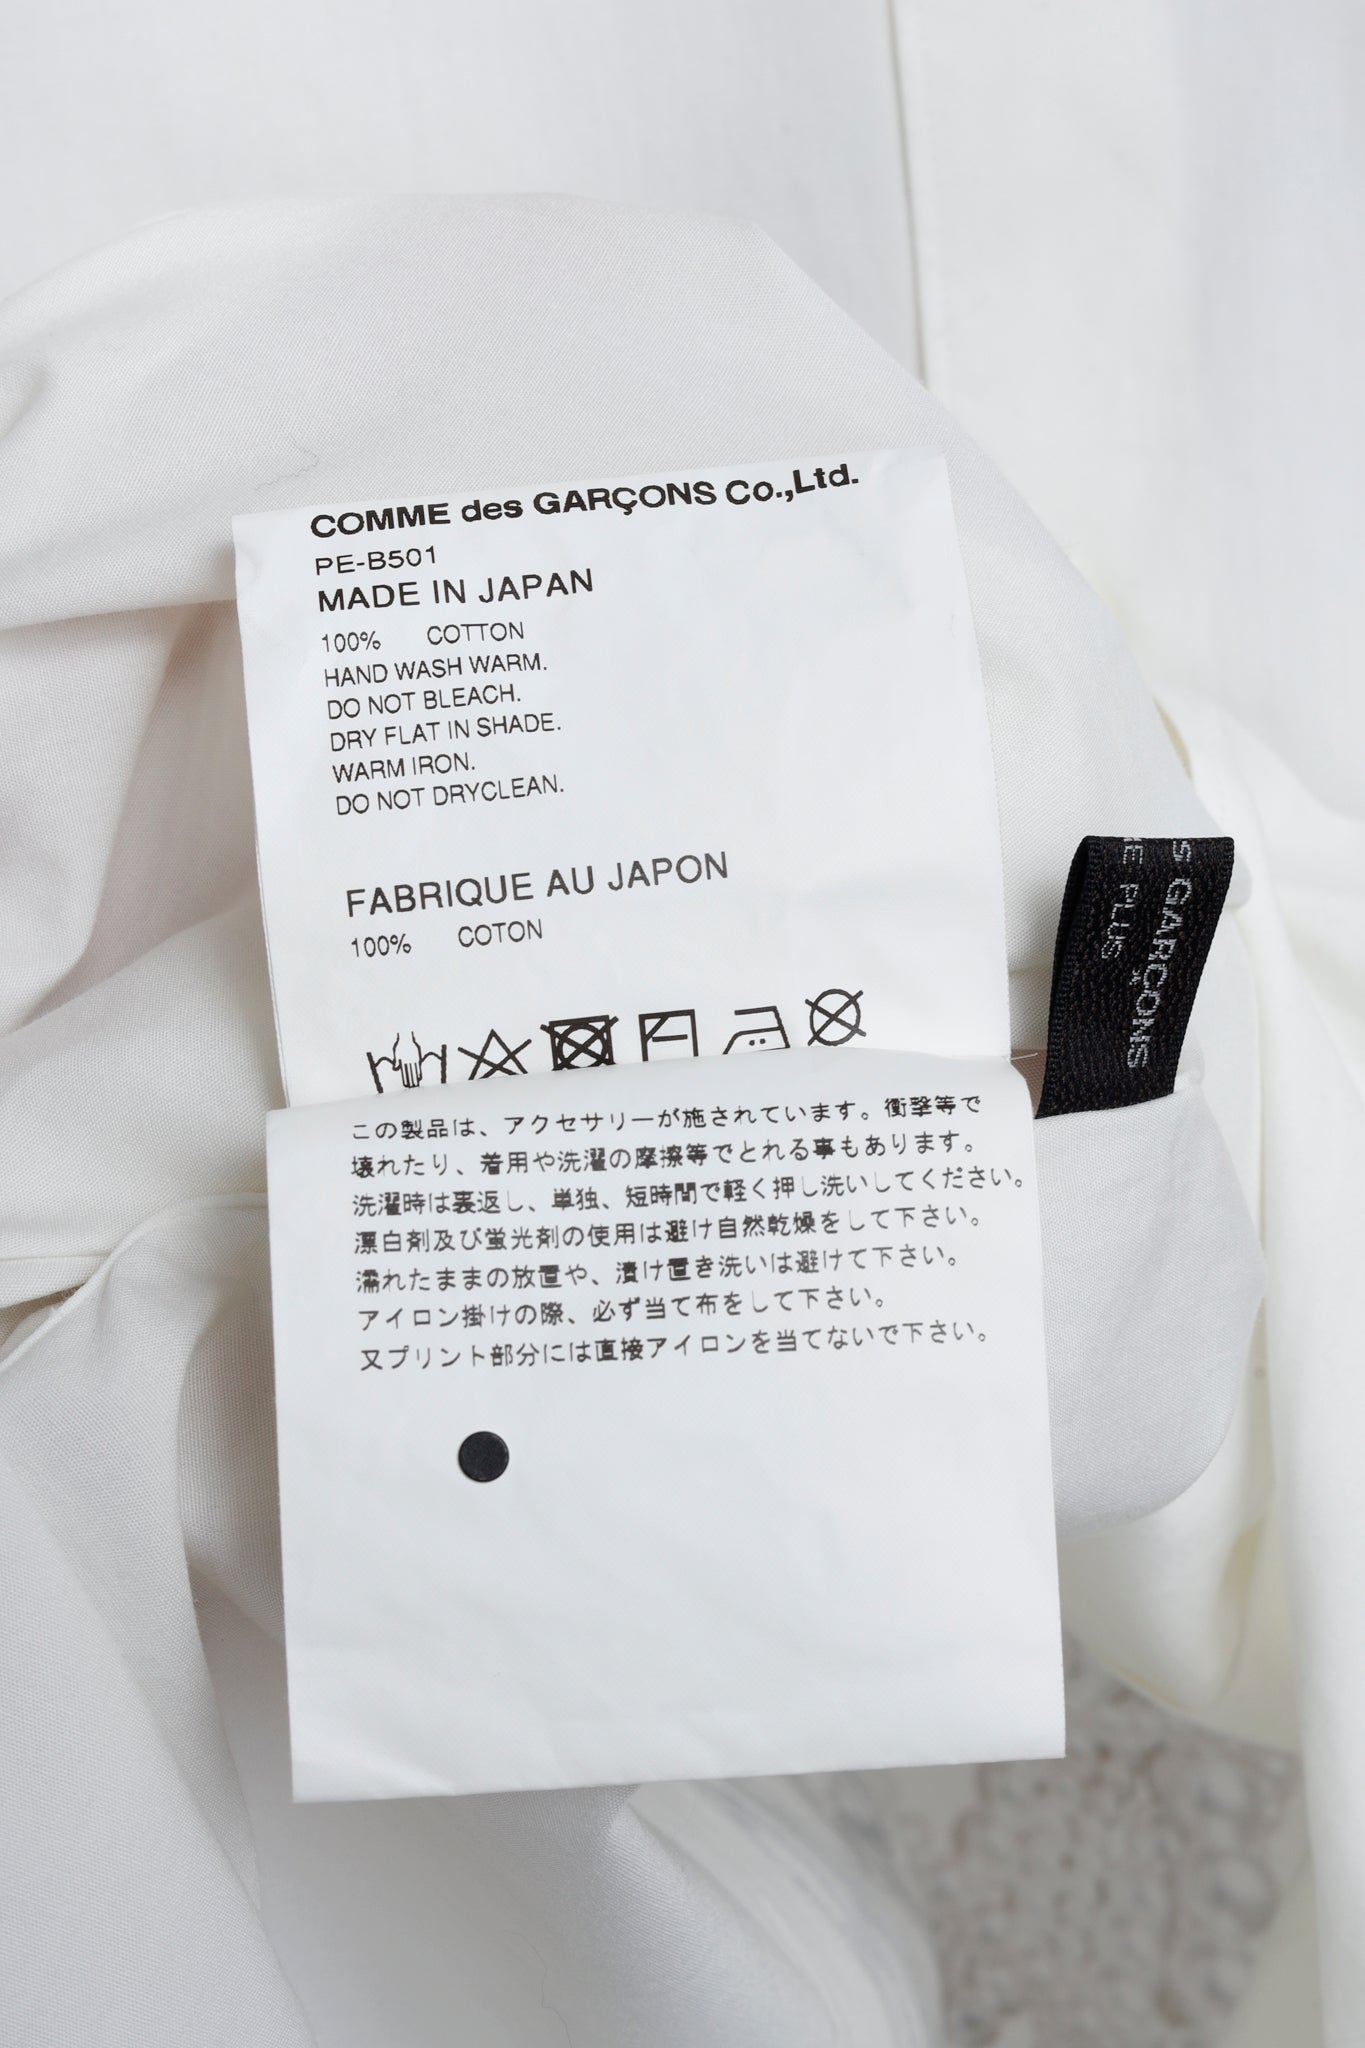 COMME des GARÇONS Co.,Ltd.
PE-B501
MADE IN JAPAN
100% COTTON
HAND WASH WARM.
DO NOT BLEACH.
DRY FLAT IN SHADE.
WARM IRON.
DO NOT DRYCLEAN.
FABRIQUE AU JAPON
100% COTON
この製品は、アクセサリーが施されています。衝撃等で
壊れたり、着用や洗濯の摩擦等でとれる事もあります。
洗濯時は裏返し、単独、短時間で軽く押し洗いしてください。
漂白剤及び蛍光剤の使用は避け自然乾燥をして下さい。
濡れたままの放置や、漬け置き洗いは避けて下さい。
アイロン掛けの際、必ず当て布をして下さい。
又プリント部分には直接アイロンを当てないで下さい。
S GARÇONS
ME PLUS